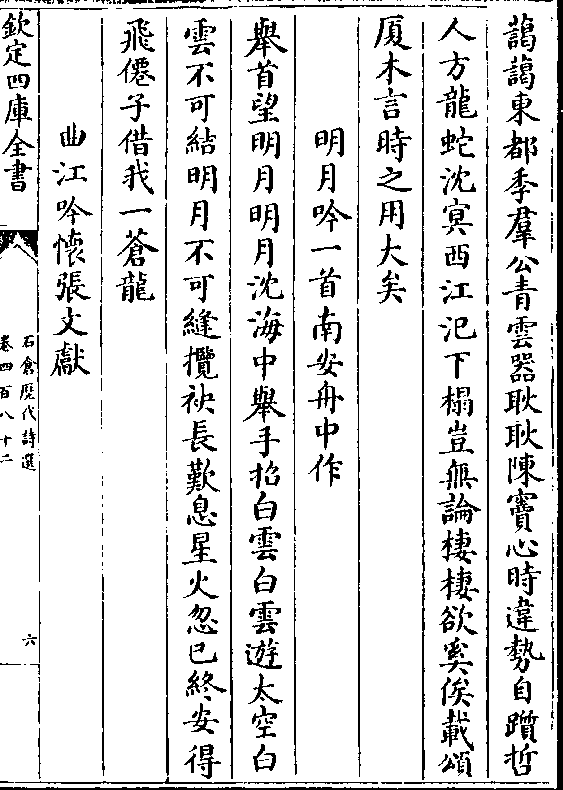 藹藹東都季羣公青雲器耿耿陳竇心時違勢自躓哲
人方龍蛇沈冥西江汜下榻豈無論棲棲欲奚俟載頌
厦木言時之用大矣
明月吟一首南安舟中作
舉首望明月明月沈海中舉手招白雲白雲遊太空白
雲不可結明月不可縫攬袂長歎息星火忽已終安得
飛僊子借我一蒼龍
曲江吟懷張文獻
欽定四庫全書
石倉歷代詩選
卷四百八十二
六